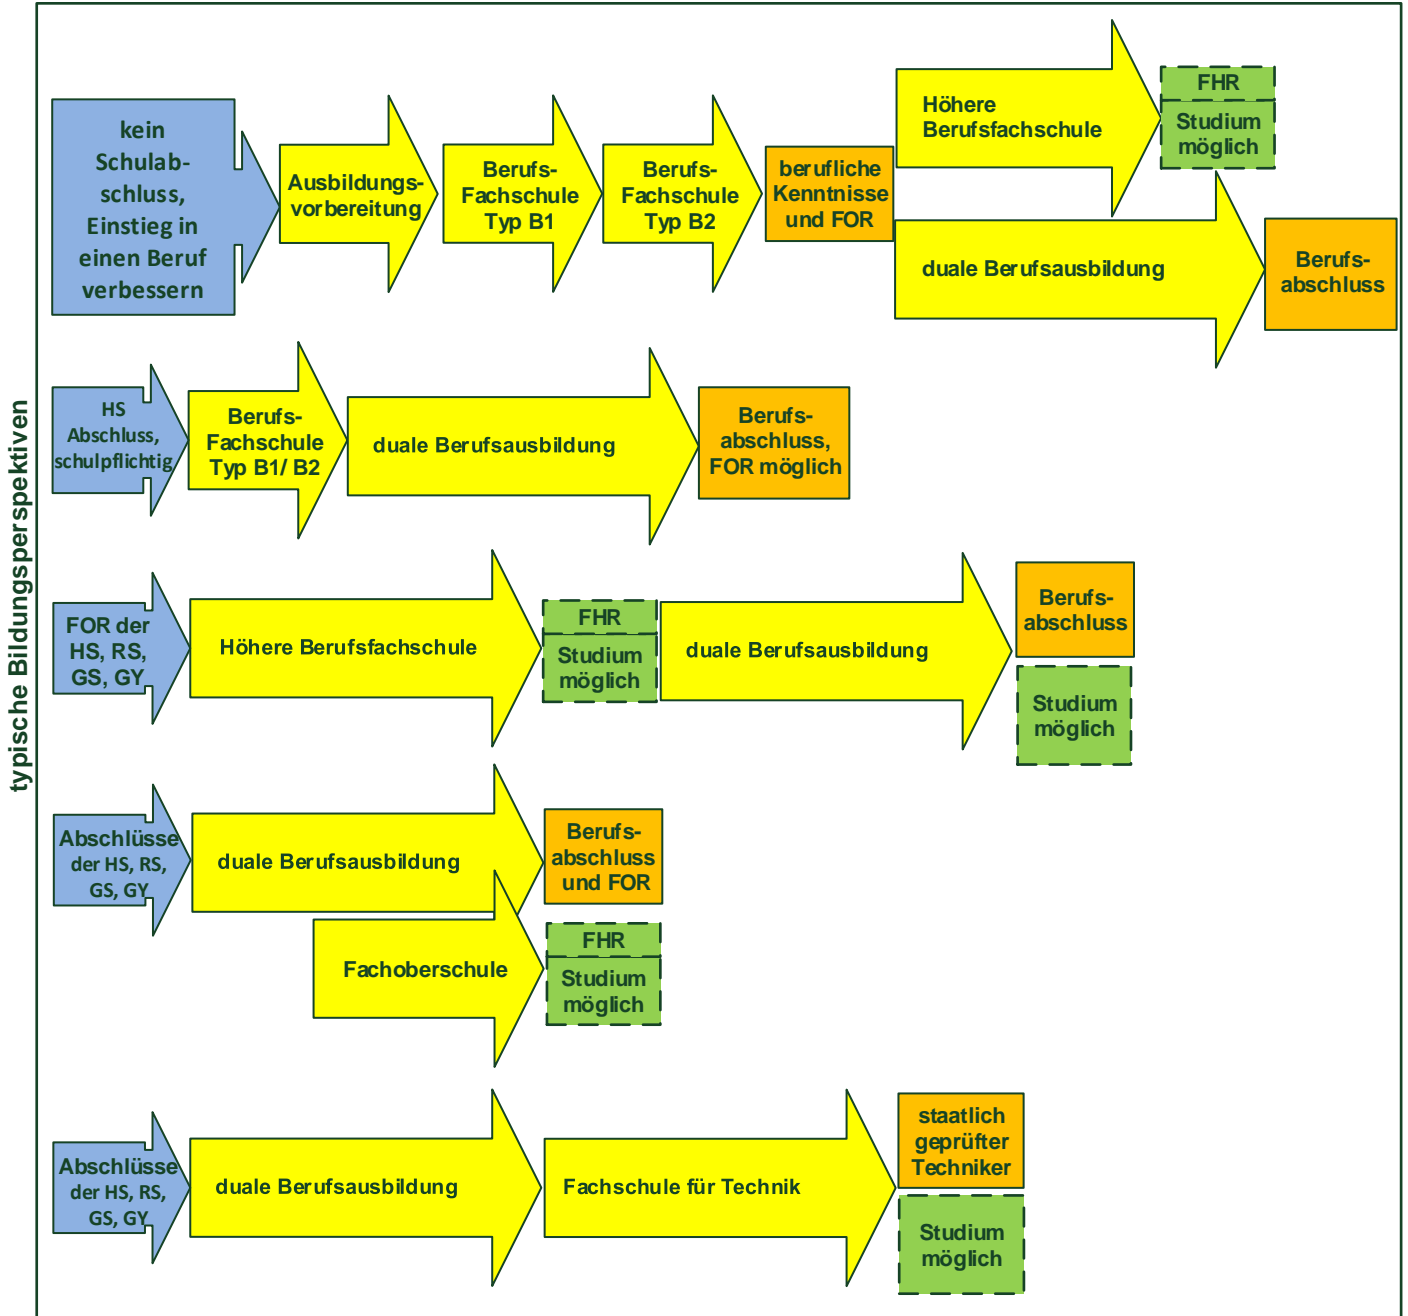 typische Bildungsperspektiven
kein
Schulab-
schluss,
Einstieg in
einen Beruf
verbessern
Ausbildungs-
vorbereitung
Berufs-
Fachschule
Typ B1
Berufs-
Fachschule
Typ B2
berufliche
Kenntnisse
und FOR
Höhere
Berufsfachschule
FHR
Studium
möglich
duale Berufsausbildung
Berufs-
abschluss
HS
Abschluss,
schulpflichtig
Berufs-
Fachschule
Typ B1/ B2
duale Berufsausbildung
Berufs-
abschluss,
FOR möglich
FOR der
HS, RS,
GS, GY
Höhere Berufsfachschule
FHR
Studium
möglich
duale Berufsausbildung
Berufs-
abschluss
Studium
möglich
Abschlüsse
der HS, RS,
GS, GY
duale Berufsausbildung
Berufs-
abschluss
und FOR
Fachoberschule
FHR
Studium
möglich
Abschlüsse
der HS, RS,
GS, GY
duale Berufsausbildung
Fachschule für Technik
staatlich
geprüfter
Techniker
Studium
möglich